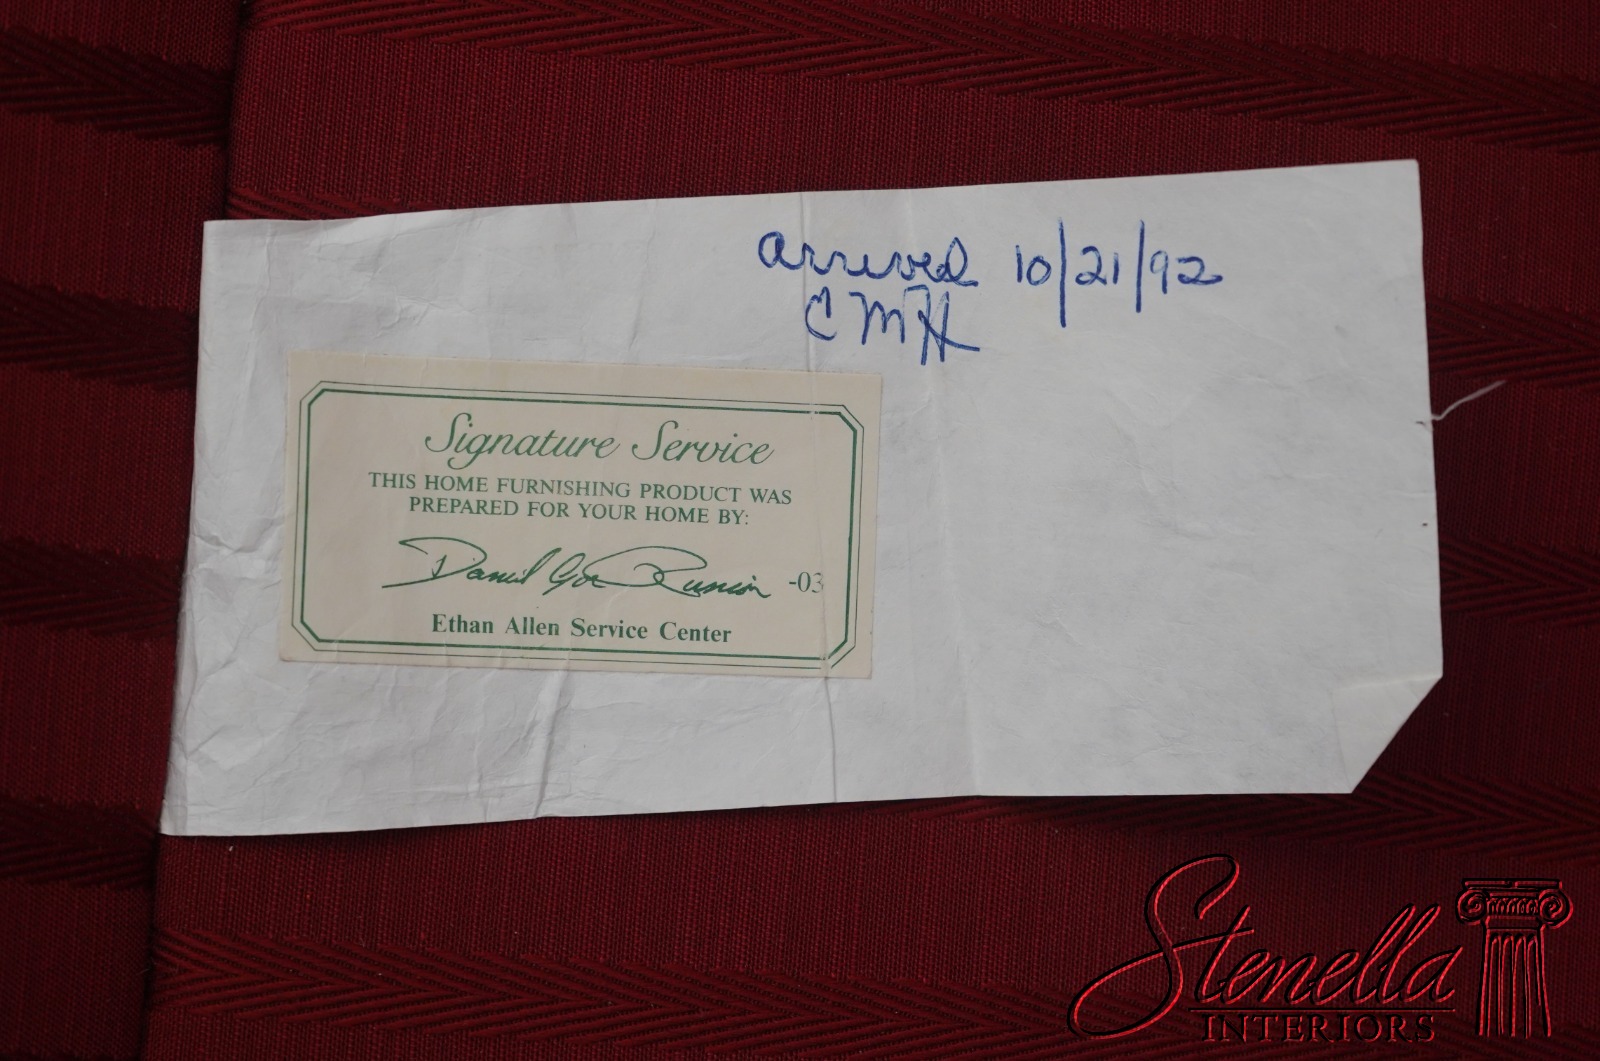 arrived 10/21/92
CMH
Signature Service
THIS HOME FURNISHING PRODUCT WAS
PREPARED FOR YOUR HOME BY:
Daniel -03
Ethan Allen Service Center
Stenella
INTERIORS